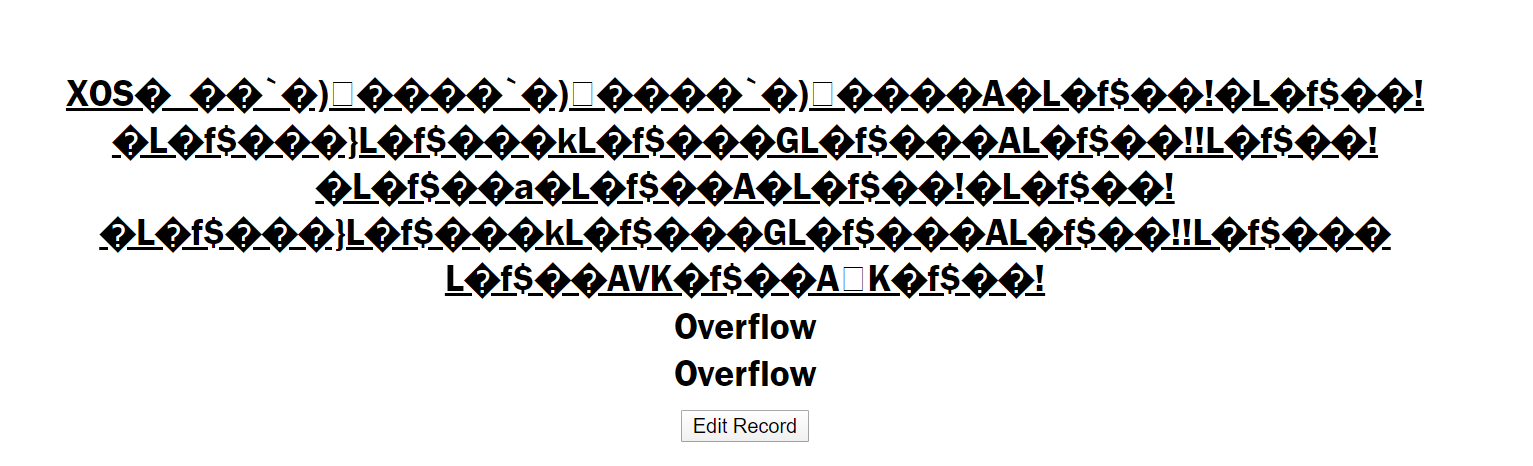 XOS�_��`�)□����`�)□����`�)□����A�L�f$��!�L�f$��!
�L�f$���}L�f$���kL�f$���GL�f$���AL�f$��!!L�f$��!
�L�f$��a�L�f$��A�L�f$��!�L�f$��!
�L�f$���}L�f$���kL�f$���GL�f$���AL�f$��!!L�f$���
L�f$��AVK�f$��A□K�f$��!
Overflow
Overflow
Edit Record